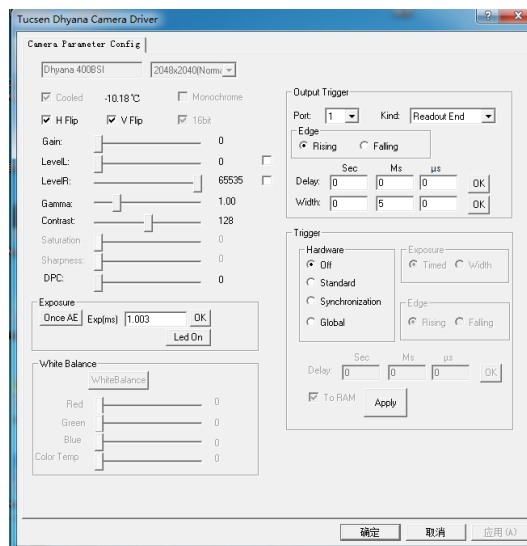 Tucsen Dhyana Camera Driver
Camera Parameter Config
Dhyana 400BSI 2048x2040(Norma
Cooled -10.18℃ Monochrome
H Flip V Flip 16bit
Gain: 0
LevelL: 0
LevelR: 65535
Gamma: 1.00
Contrast: 128
Saturation 0
Sharpness: 0
DPC: 0
Exposure
Once AE Exp(ms) 1.003 OK
Led On
White Balance
WhiteBalance
Red 0
Green 0
Blue 0
Color Temp 0
Output Trigger
Port: 1 Kind: Readout End
Edge
Rising Falling
Sec Ms μs
Delay: 0 0 0 OK
Width: 0 5 0 OK
Trigger
Hardware
Off
Standard
Synchronization
Global
Exposure
Timed Width
Edge
Rising Falling
Sec Ms μs
Delay: 0 0 0 OK
To RAM Apply
确定 取消 应用(A)